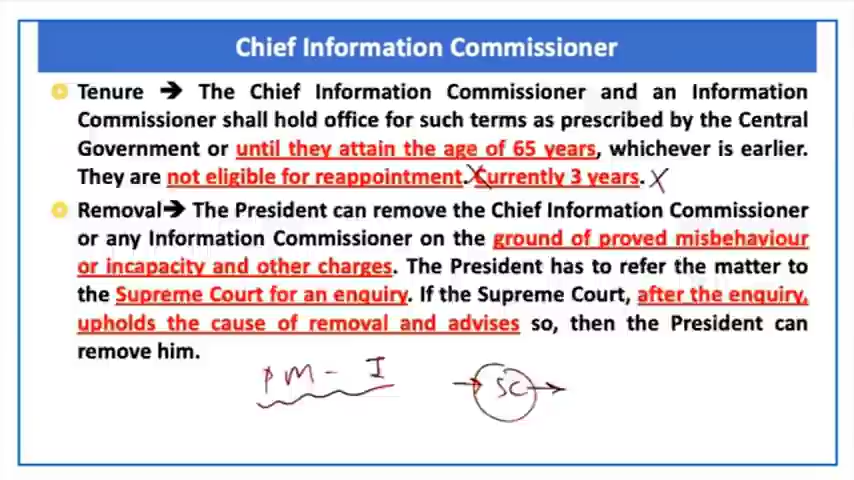 Chief Information Commissioner
Tenure → The Chief Information Commissioner and an Information
Commissioner shall hold office for such terms as prescribed by the Central
Government or until they attain the age of 65 years, whichever is earlier.
They are not eligible for reappointment. Currently 3 years.
Removal→ The President can remove the Chief Information Commissioner
or any Information Commissioner on the ground of proved misbehaviour
or incapacity and other charges. The President has to refer the matter to
the Supreme Court for an enquiry. If the Supreme Court, after the enquiry,
upholds the cause of removal and advises so, then the President can
remove him.
PM - I
SC